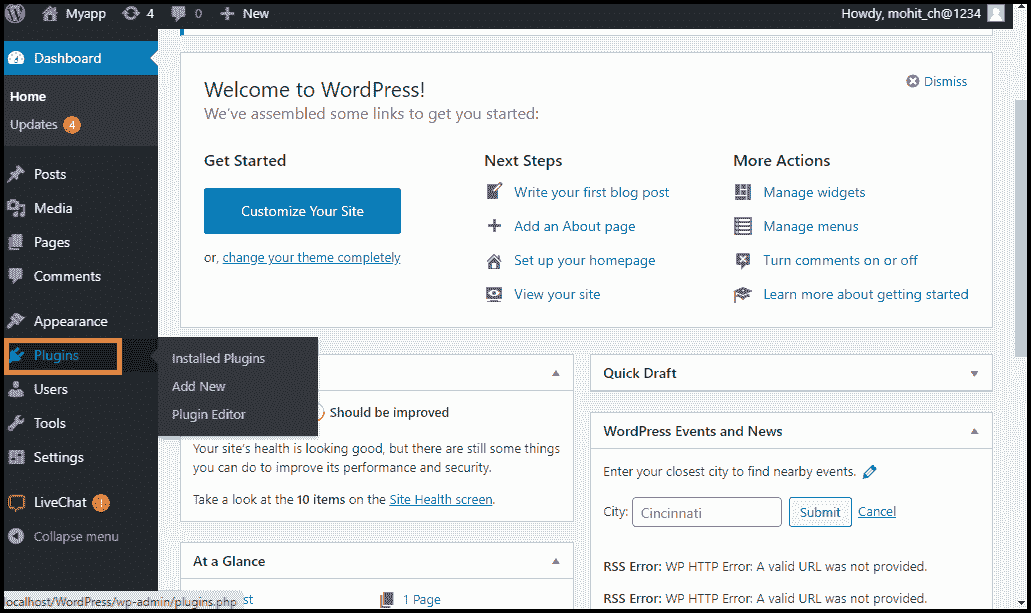 Myapp 4 0 New Howdy, mohit_ch@1234
Dashboard
Home
Updates 4
Posts
Media
Pages
Comments
Appearance
Plugins
Users
Tools
Settings
LiveChat !
Collapse menu
Installed Plugins
Add New
Plugin Editor
Welcome to WordPress!
Dismiss
We've assembled some links to get you started:
Get Started
Customize Your Site
or, change your theme completely
Next Steps
Write your first blog post
Add an About page
Set up your homepage
View your site
More Actions
Manage widgets
Manage menus
Turn comments on or off
Learn more about getting started
Should be improved
Your site's health is looking good, but there are still some things
you can do to improve its performance and security.
Take a look at the 10 items on the Site Health screen.
At a Glance
1 Page
Quick Draft
WordPress Events and News
Enter your closest city to find nearby events.
City: Cincinnati Submit Cancel
RSS Error: WP HTTP Error: A valid URL was not provided.
RSS Error: WP HTTP Error: A valid URL was not provided.
localhost/WordPress/wp-admin/plugins.php